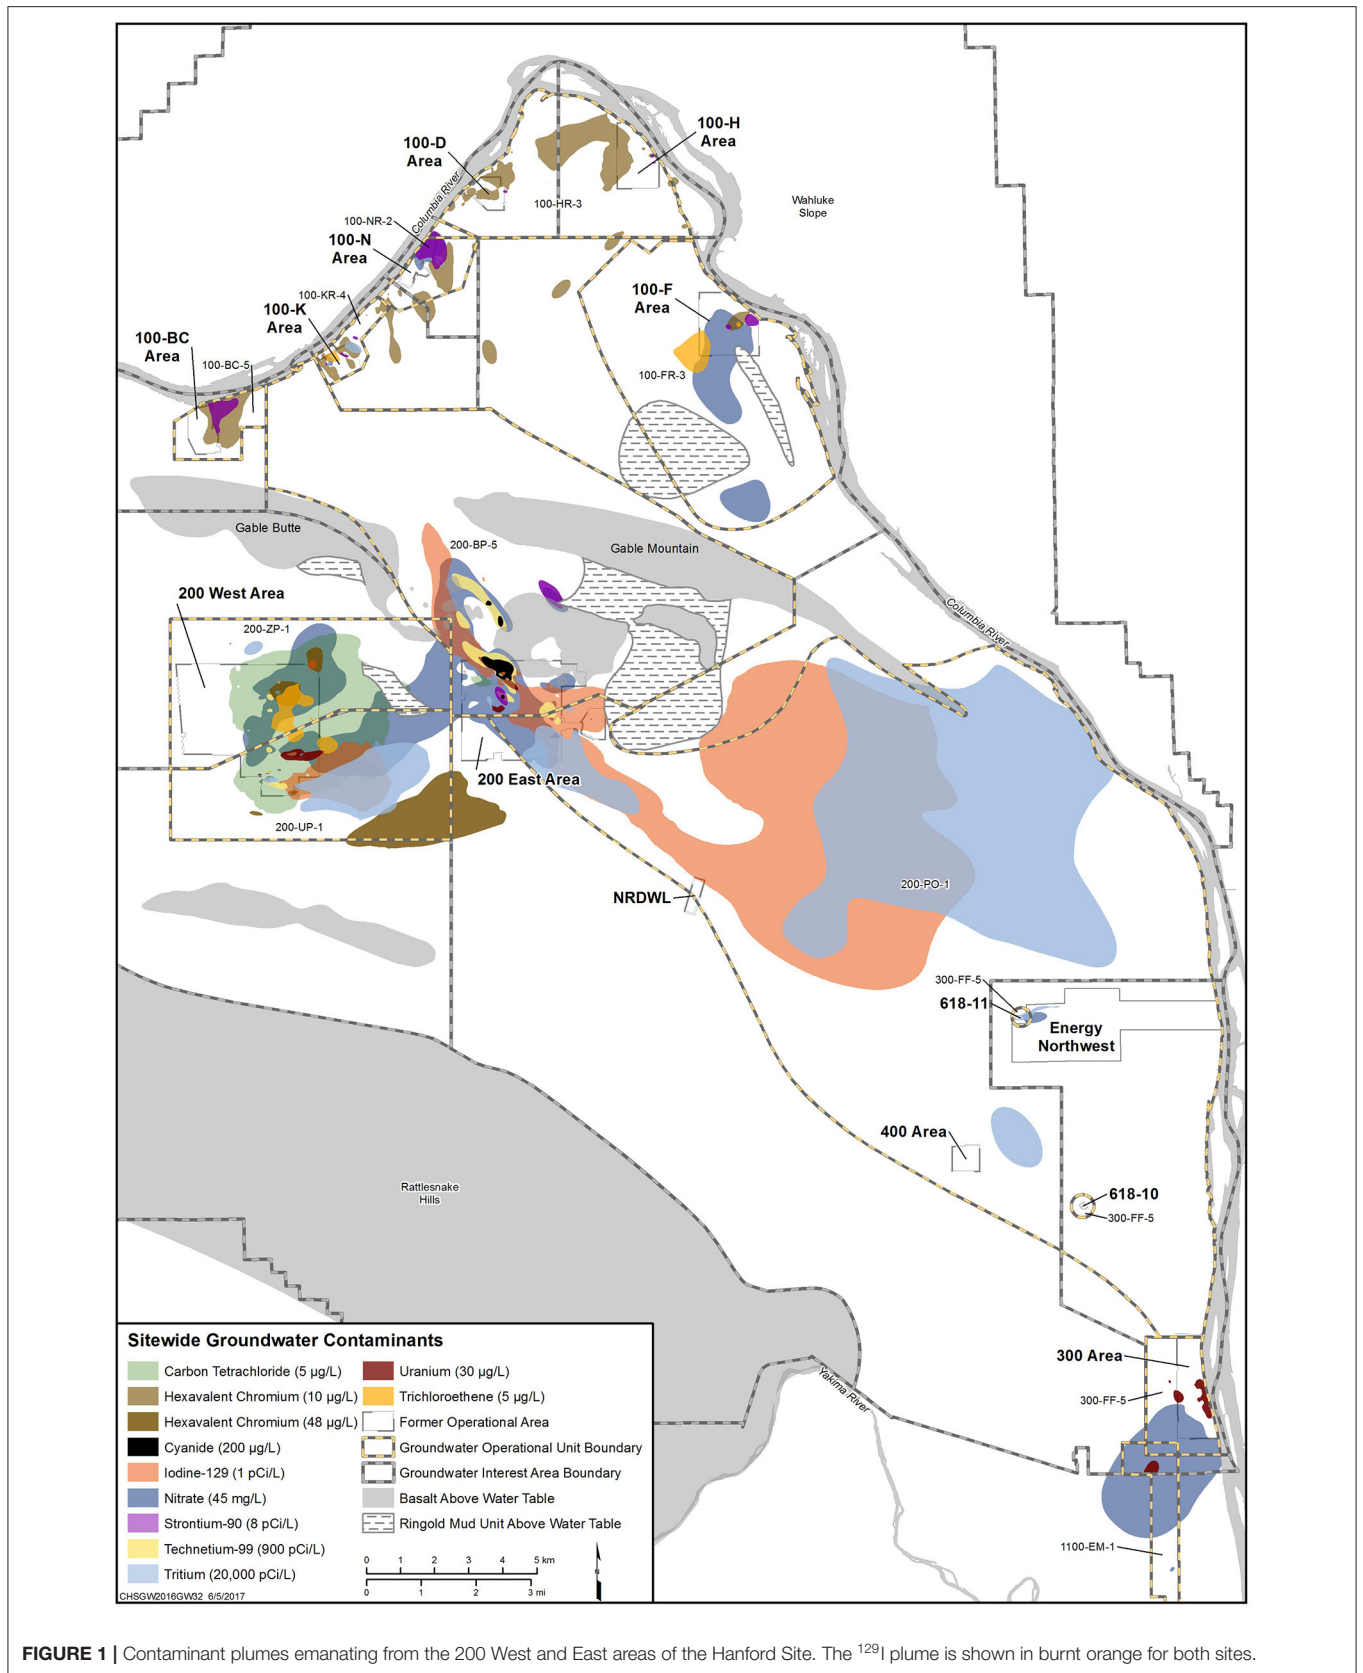 100-H
Area
100-D
Area
Columbia River
Wahluke
Slope
100-HR-3
100-NR-2
100-N
Area
100-KR-4
100-K
Area
100-F
Area
100-BC
Area
100-BC-5
100-FR-3
Gable Butte
200-BP-5
Gable Mountain
200 West Area
Columbia River
200-ZP-1
200 East Area
200-UP-1
200-PO-1
NRDWL
300-FF-5
618-11
Energy
Northwest
400 Area
Rattlesnake
Hills
618-10
300-FF-5
300 Area
Yakima River
300-FF-5
1100-EM-1
Sitewide Groundwater Contaminants
Carbon Tetrachloride (5 µg/L)
Hexavalent Chromium (10 µg/L)
Hexavalent Chromium (48 µg/L)
Cyanide (200 µg/L)
Iodine-129 (1 pCi/L)
Nitrate (45 mg/L)
Strontium-90 (8 pCi/L)
Technetium-99 (900 pCi/L)
Tritium (20,000 pCi/L)
Uranium (30 µg/L)
Trichloroethene (5 µg/L)
Former Operational Area
Groundwater Operational Unit Boundary
Groundwater Interest Area Boundary
Basalt Above Water Table
Ringold Mud Unit Above Water Table
0 1 2 3 4 5 km
0 1 2 3 mi
N
CHSGW2016GW32 6/5/2017
FIGURE 1 | Contaminant plumes emanating from the 200 West and East areas of the Hanford Site. The ¹²⁹I plume is shown in burnt orange for both sites.